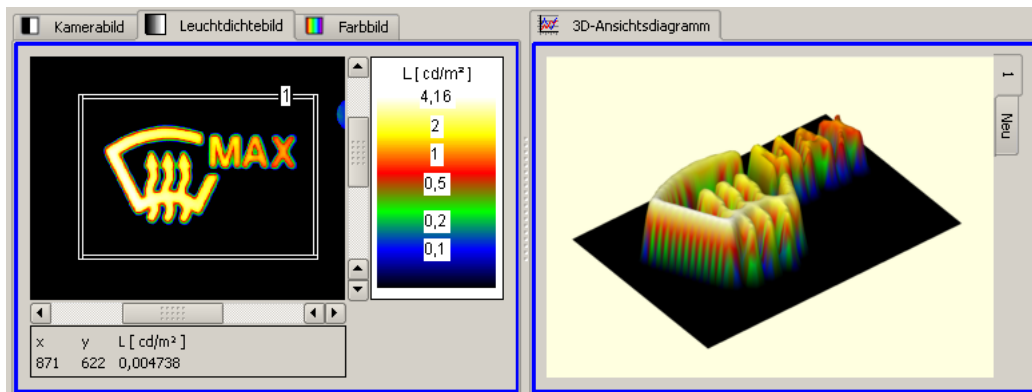 Kamerabild
Leuchtdichtebild
Farbbild
3D-Ansichtsdiagramm
1
MAX
L [ cd/m² ]
4,16
2
1
0,5
0,2
0,1
x y L [ cd/m² ]
871 622 0,004738
1
Neu